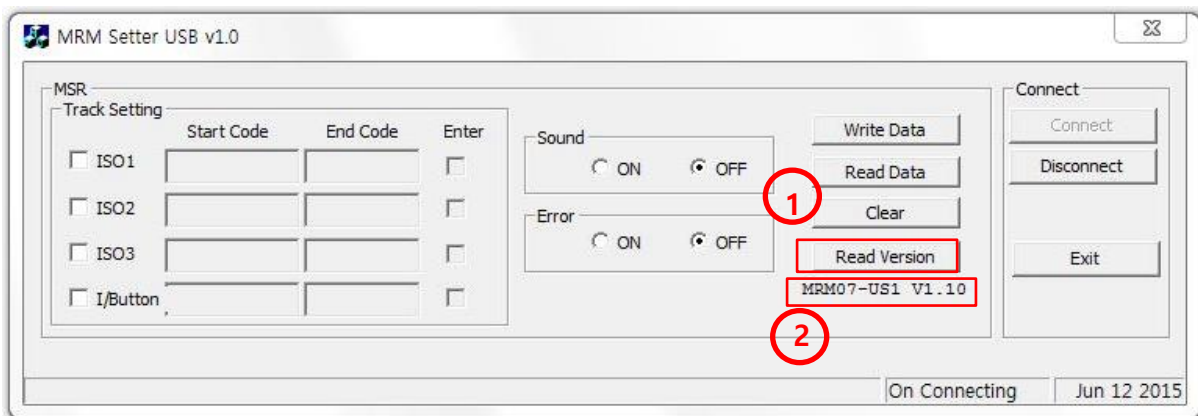 MRM Setter USB v1.0
MSR
Track Setting
Start Code End Code Enter
ISO1
ISO2
ISO3
I/Button
Sound
ON OFF
Error
ON OFF
Write Data
Read Data
1
Clear
Read Version
MRM07-US1 V1.10
2
Connect
Connect
Disconnect
Exit
On Connecting Jun 12 2015